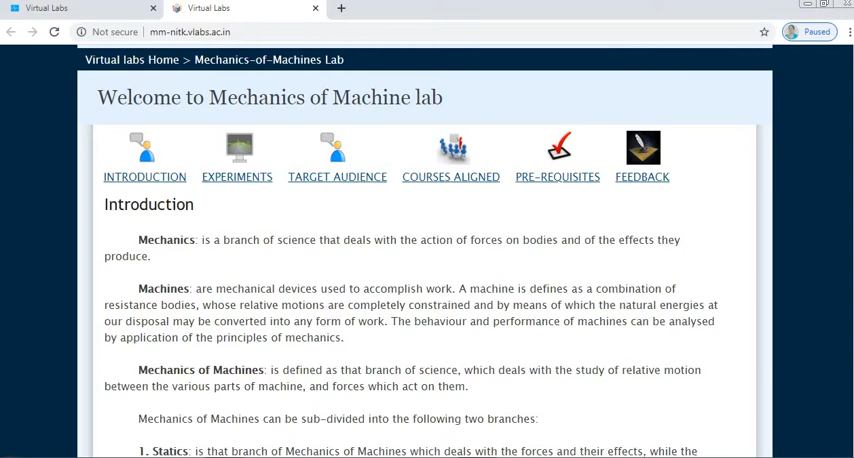 Virtual Labs
Virtual Labs
Not secure
mm-nitk.vlabs.ac.in
Paused
Virtual labs Home > Mechanics-of-Machines Lab
Welcome to Mechanics of Machine lab
INTRODUCTION EXPERIMENTS TARGET AUDIENCE COURSES ALIGNED PRE-REQUISITES FEEDBACK
Introduction
Mechanics: is a branch of science that deals with the action of forces on bodies and of the effects they
produce.
Machines: are mechanical devices used to accomplish work. A machine is defines as a combination of
resistance bodies, whose relative motions are completely constrained and by means of which the natural energies at
our disposal may be converted into any form of work. The behaviour and performance of machines can be analysed
by application of the principles of mechanics.
Mechanics of Machines: is defined as that branch of science, which deals with the study of relative motion
between the various parts of machine, and forces which act on them.
Mechanics of Machines can be sub-divided into the following two branches:
1. Statics: is that branch of Mechanics of Machines which deals with the forces and their effects, while the